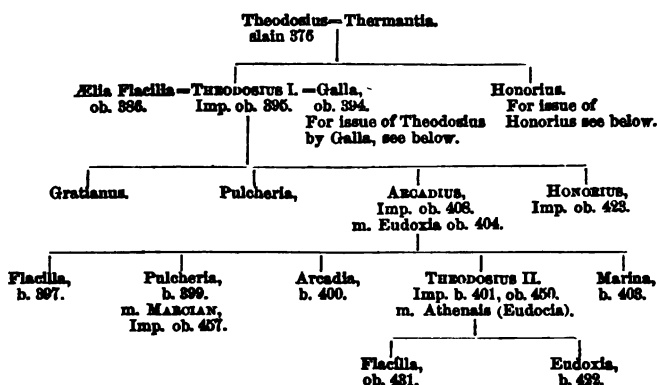 Theodosius=Thermantia.
slain 376
Ælia Flacilla=THEODOSIUS I.=Galla,
ob. 386. Imp. ob. 395. ob. 394.
For issue of Theodosius
by Galla, see below.
Honorius.
For issue of
Honorius see below.
Gratianus.
Pulcheria,
ARCADIUS,
Imp. ob. 408.
m. Eudoxia ob. 404.
HONORIUS,
Imp. ob. 423.
Flacilla,
b. 397.
Pulcheria,
b. 399.
m. MARCIAN,
Imp. ob. 457.
Arcadia,
b. 400.
THEODOSIUS II.
Imp. b. 401, ob. 450.
m. Athenais (Eudocia).
Marina,
b. 403.
Flacilla,
ob. 431.
Eudoxia,
b. 422.